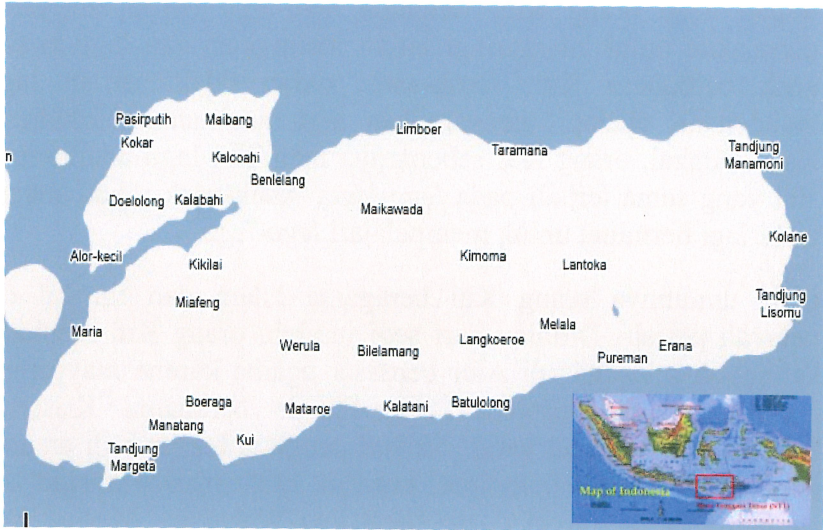 Pasirputih
Maibang
Kokar
Limboer
Taramana
Tandjung
Manamoni
n
Kalooahi
Benlelang
Doelolong
Kalabahi
Maikawada
Kolane
Alor-kecil
Kikilai
Kimoma
Lantoka
Miafeng
Tandjung
Lisomu
Maria
Melala
Werula
Bilelamang
Langkoeroe
Erana
Pureman
Boeraga
Mataroe
Kalatani
Batulolong
Manatang
Kui
Tandjung
Margeta
Map of Indonesia